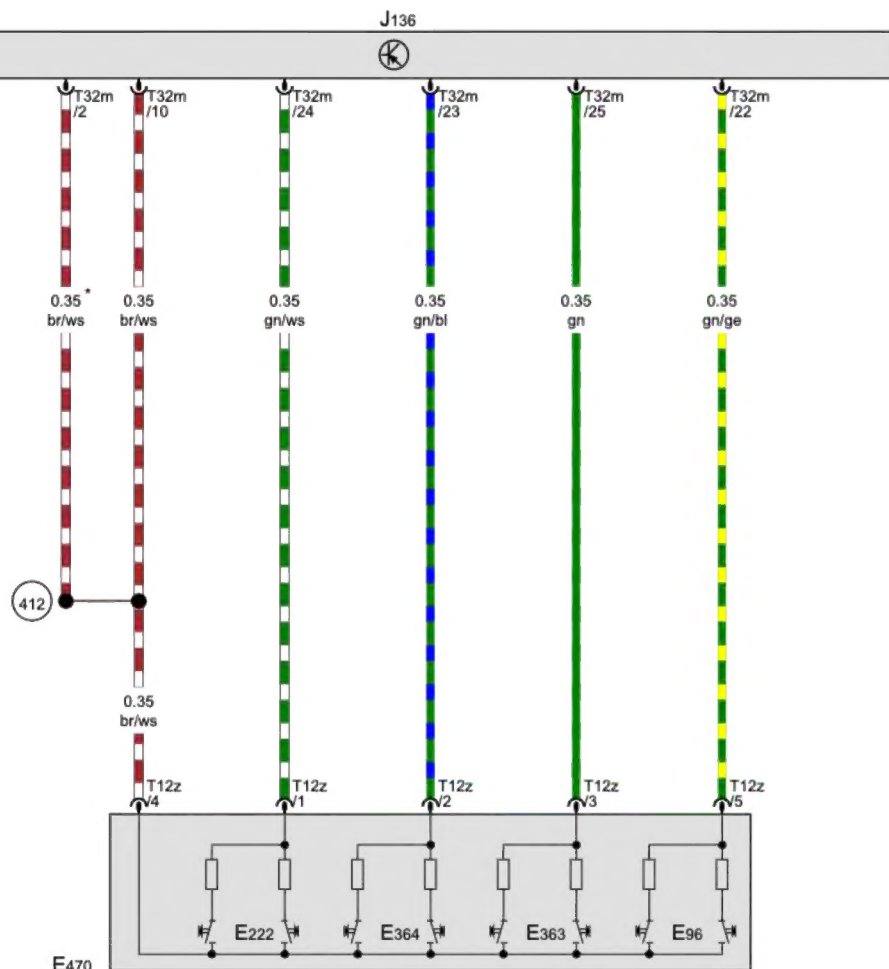 J136
T32m T32m T32m T32m T32m T32m
/2 /10 /24 /23 /25 /22
0.35 * 0.35 0.35 0.35 0.35 0.35
br/ws br/ws gn/ws gn/bl gn gn/ge
412
0.35
br/ws
T12z T12z T12z T12z T12z
/4 /1 /2 /3 /5
E222 E364 E363 E96
E470